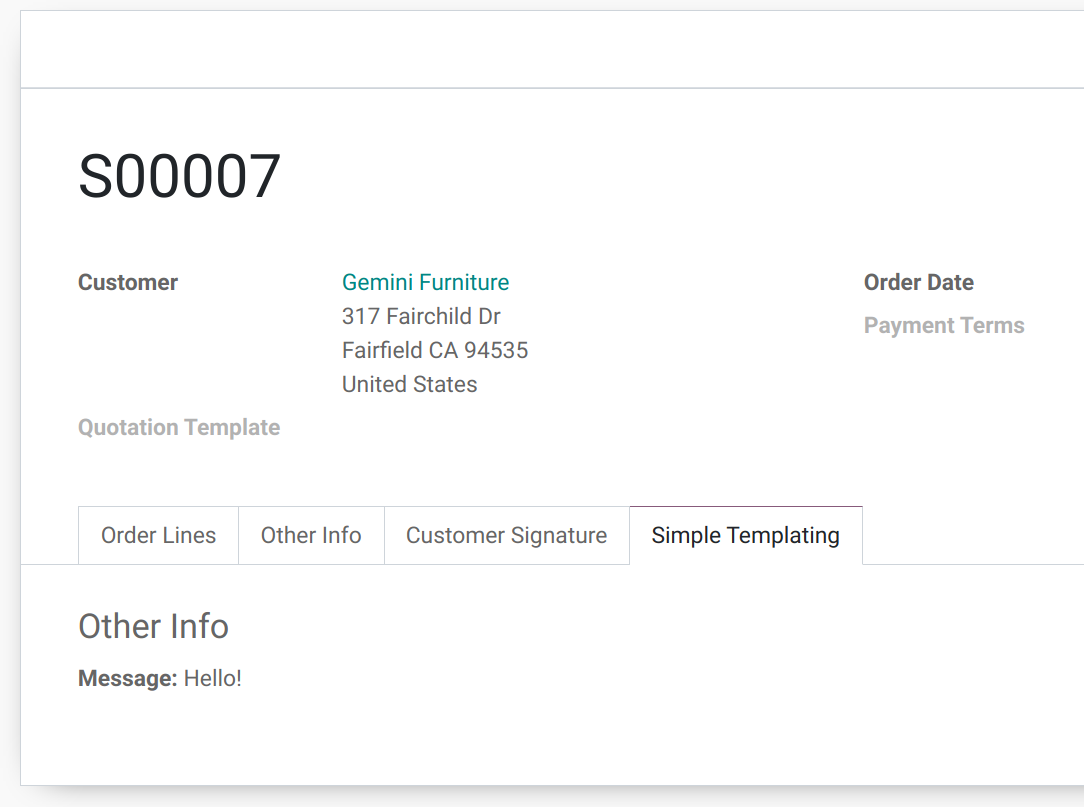 S00007
Customer
Gemini Furniture
317 Fairchild Dr
Fairfield CA 94535
United States
Order Date
Payment Terms
Quotation Template
Order Lines
Other Info
Customer Signature
Simple Templating
Other Info
Message: Hello!